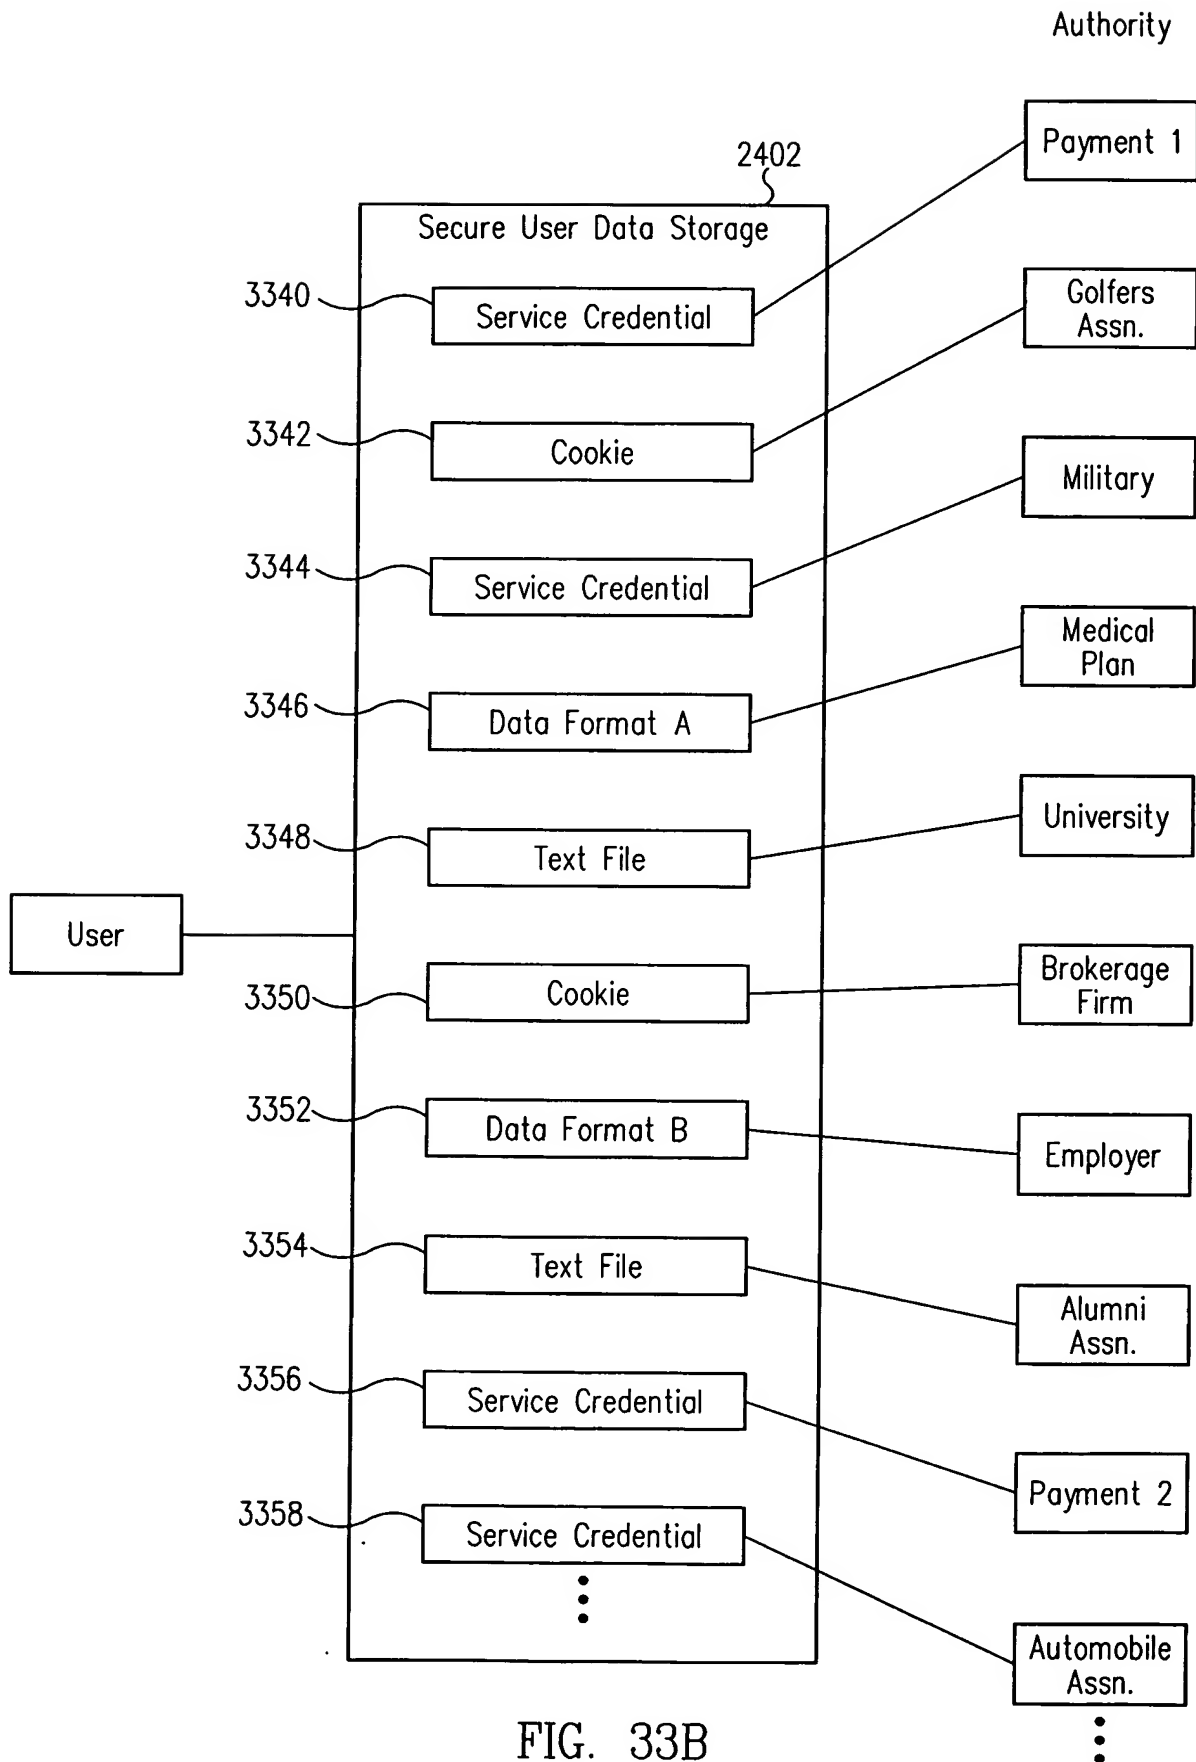 Authority
Payment 1
2402
Secure User Data Storage
3340
Service Credential
Golfers
Assn.
3342
Cookie
Military
3344
Service Credential
Medical
Plan
3346
Data Format A
University
3348
Text File
User
Brokerage
Firm
3350
Cookie
3352
Data Format B
Employer
3354
Text File
Alumni
Assn.
3356
Service Credential
Payment 2
3358
Service Credential
Automobile
Assn.
FIG. 33B